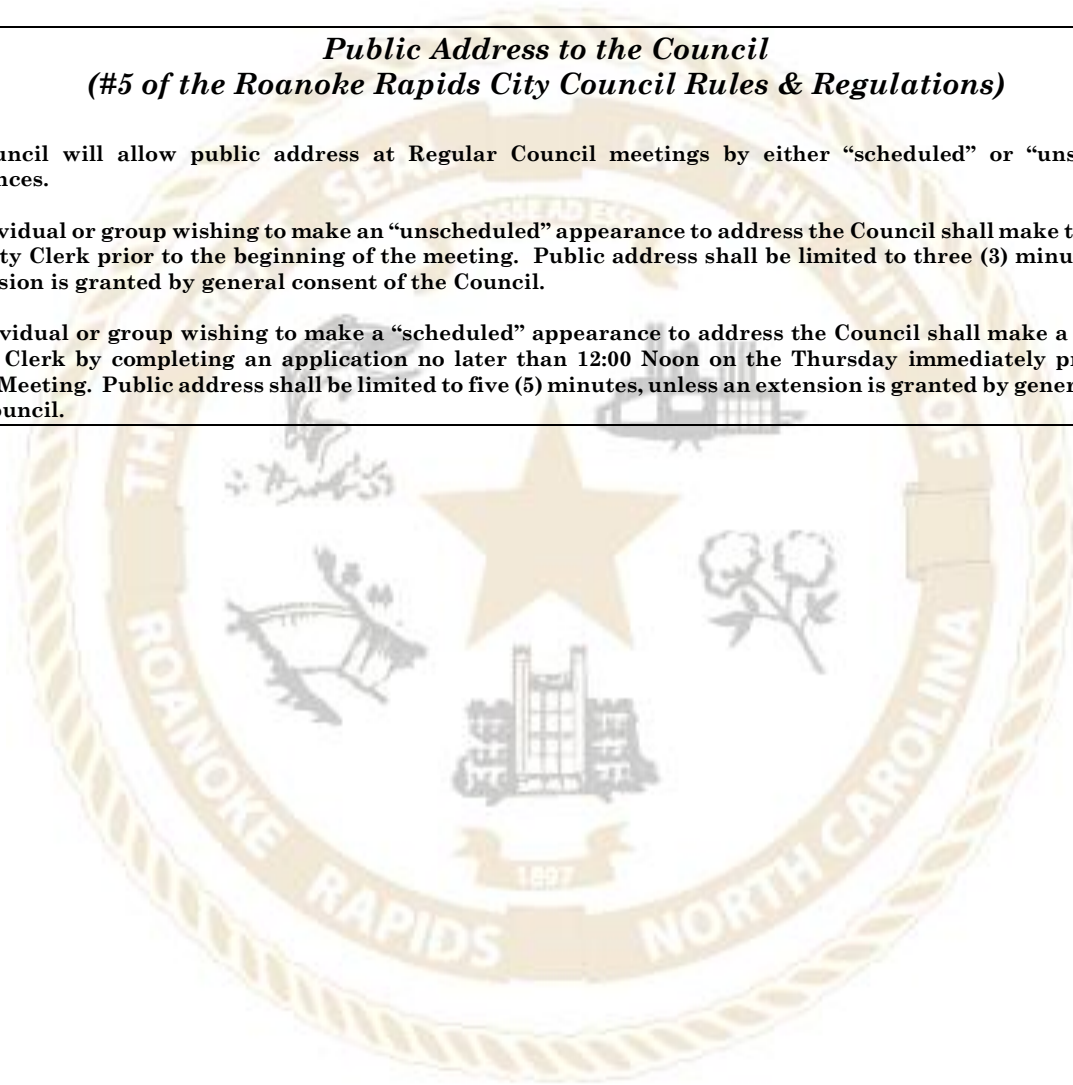 Public Address to the Council
(#5 of the Roanoke Rapids City Council Rules & Regulations)
uncil will allow public address at Regular Council meetings by either “scheduled” or “uns
nces.
vidual or group wishing to make an “unscheduled” appearance to address the Council shall make t
ty Clerk prior to the beginning of the meeting. Public address shall be limited to three (3) minu
sion is granted by general consent of the Council.
vidual or group wishing to make a “scheduled” appearance to address the Council shall make a
Clerk by completing an application no later than 12:00 Noon on the Thursday immediately pr
Meeting. Public address shall be limited to five (5) minutes, unless an extension is granted by gener
ouncil.
THE SEAL OF THE CITY OF
ROANOKE RAPIDS NORTH CAROLINA
1897